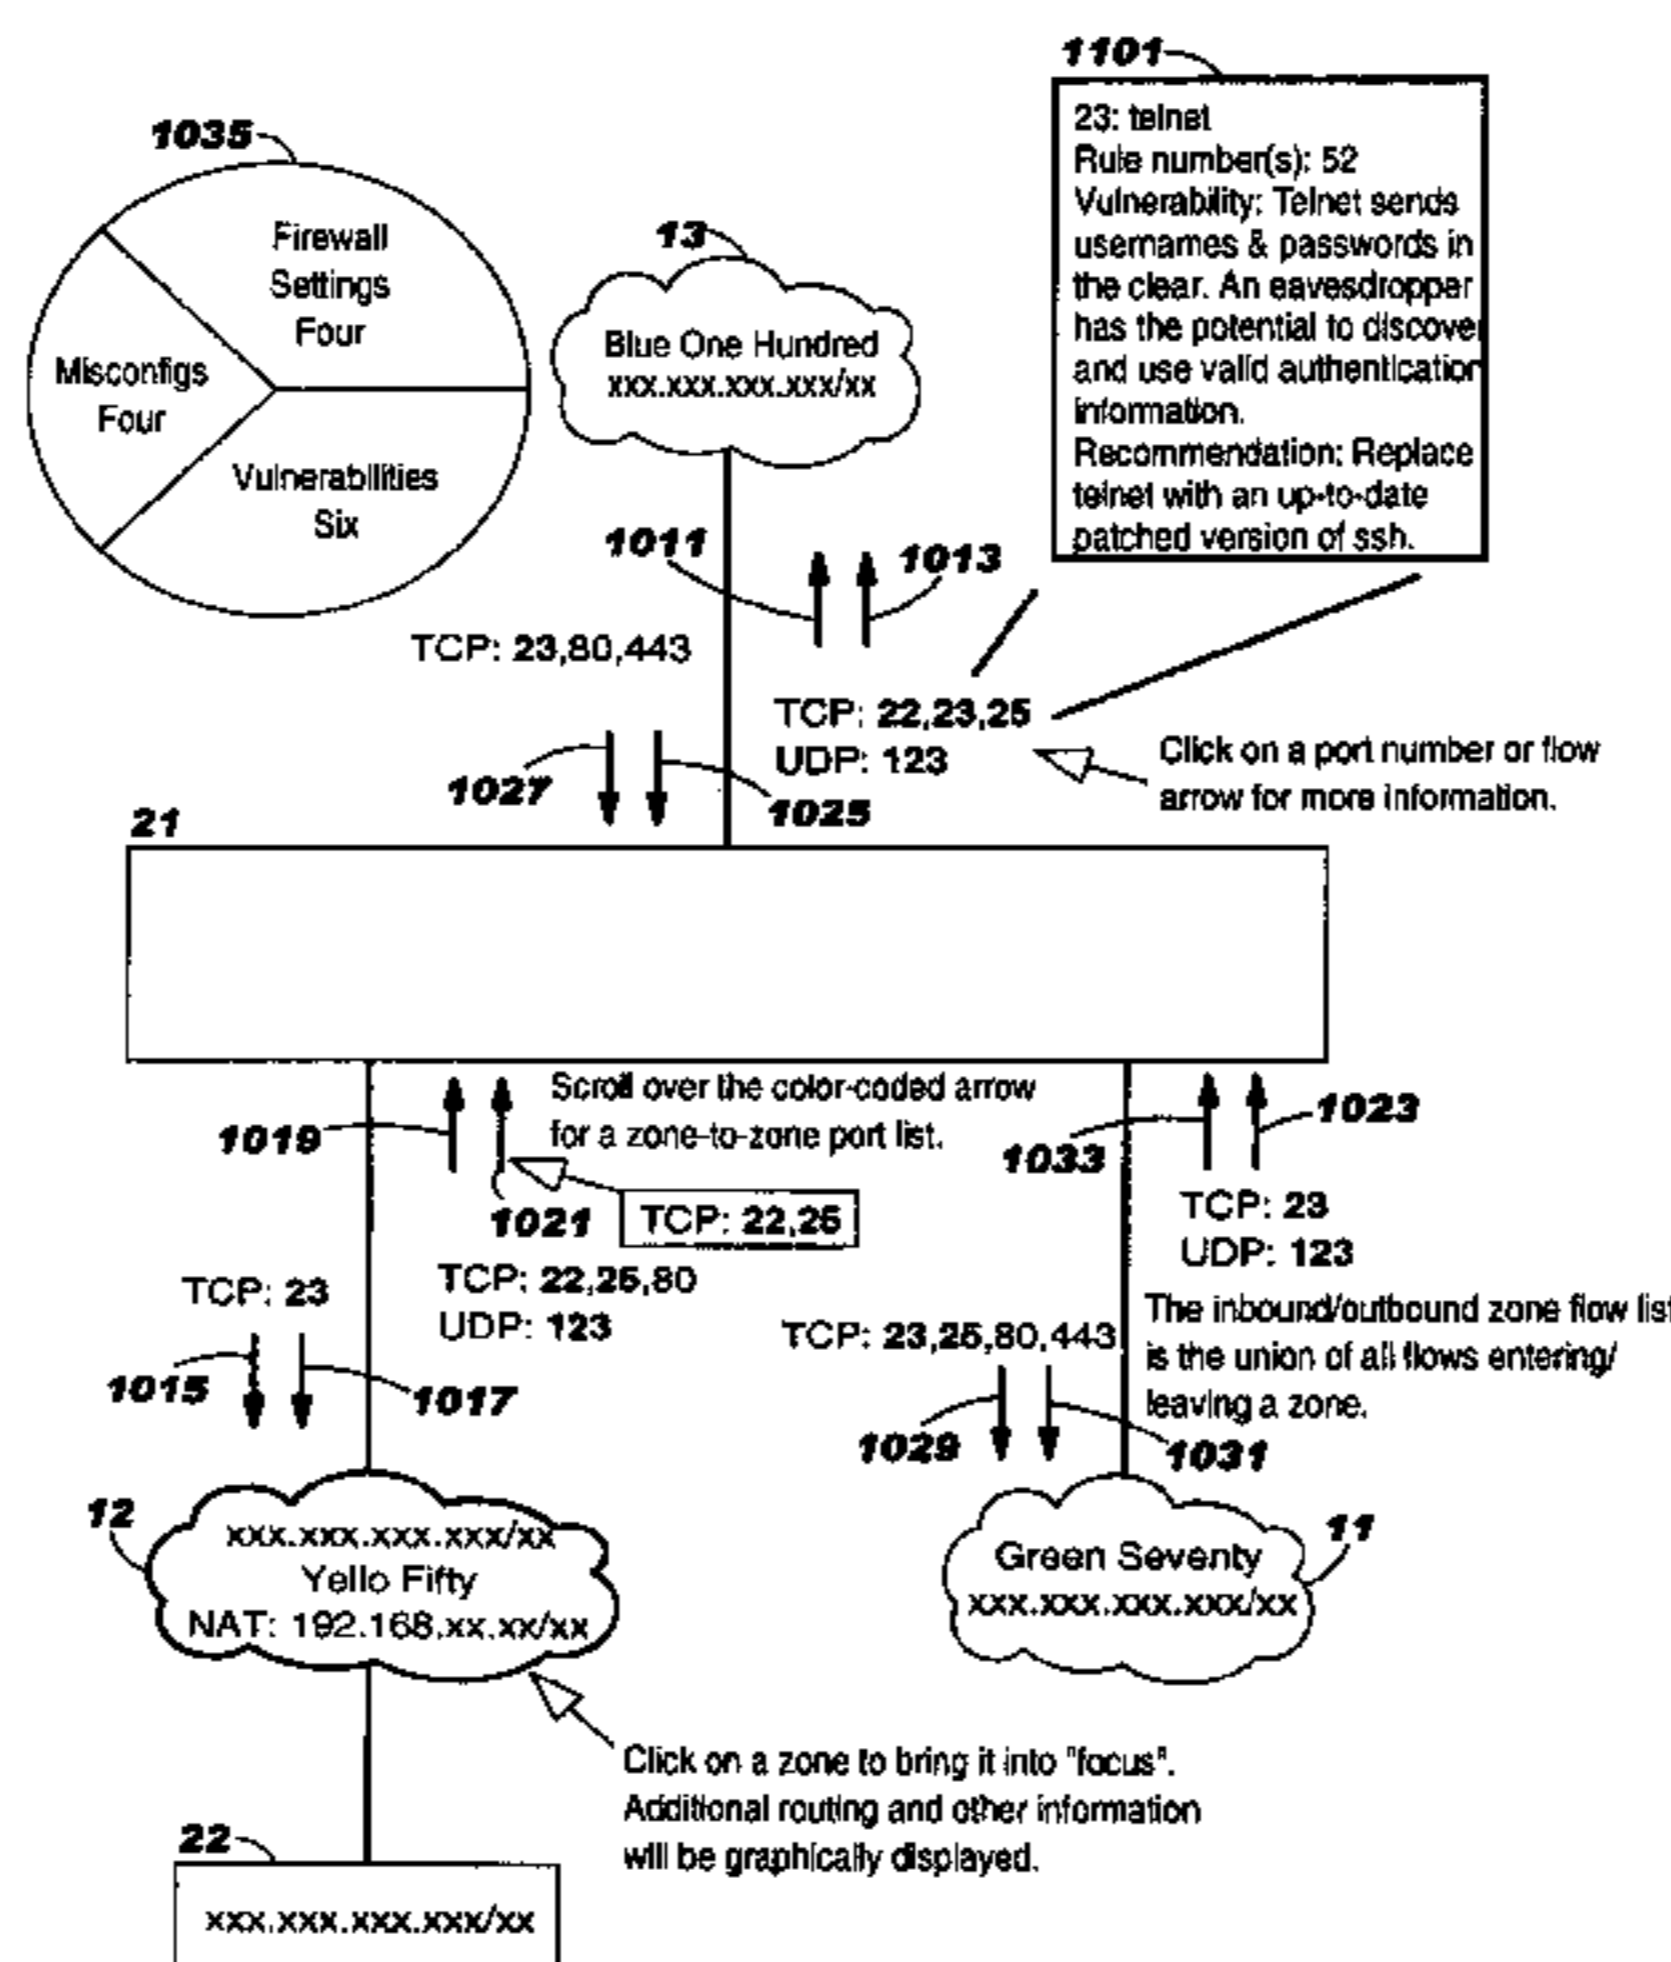 1101
23: telnet
Rule number(s): 52
Vulnerability: Telnet sends
usernames & passwords in
the clear. An eavesdropper
has the potential to discover
and use valid authentication
information.
Recommendation: Replace
telnet with an up-to-date
patched version of ssh.
1035
Firewall
Settings
Four
Misconfigs
Four
Vulnerabilities
Six
13
Blue One Hundred
xxx.xxx.xxx.xxx/xx
1011
1013
TCP: 23,80,443
TCP: 22,23,25
UDP: 123
Click on a port number or flow
arrow for more information.
1027
1025
21
Scroll over the color-coded arrow
for a zone-to-zone port list.
1019
1021
TCP: 22,25
TCP: 22,25,80
UDP: 123
1033
1023
TCP: 23
UDP: 123
The inbound/outbound zone flow list
is the union of all flows entering/
leaving a zone.
TCP: 23
1015
1017
TCP: 23,25,80,443
1029
1031
12
xxx.xxx.xxx.xxx/xx
Yello Fifty
NAT: 192.168.xx.xx/xx
11
Green Seventy
xxx.xxx.xxx.xxx/xx
Click on a zone to bring it into "focus".
Additional routing and other information
will be graphically displayed.
22
xxx.xxx.xxx.xxx/xx